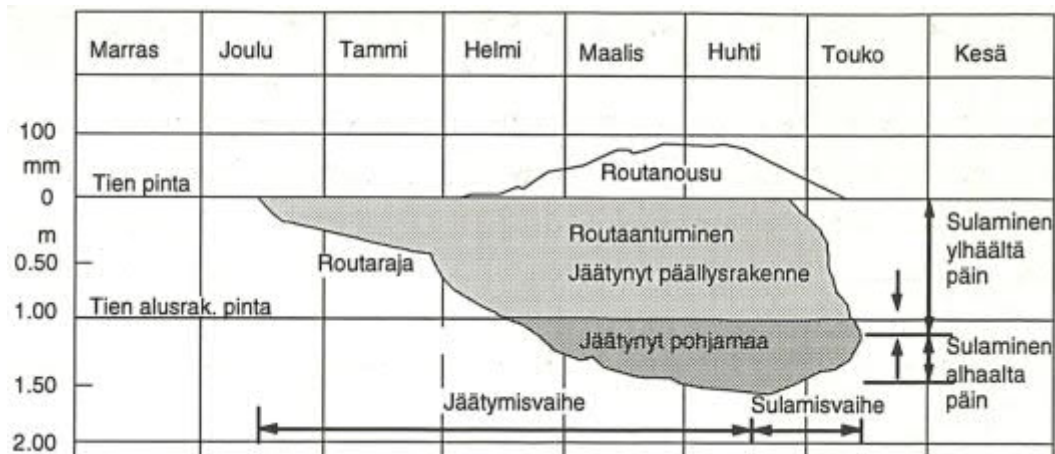 Marras Joulu Tammi Helmi Maalis Huhti Touko Kesä
100
mm
Routanousu
Tien pinta
0
m
Routaantuminen
Sulaminen
ylhäältä
päin
0.50
Routaraja
Jäätynyt päällysrakenne
Tien alusrak. pinta
1.00
Jäätynyt pohjamaa
Sulaminen
alhaalta
päin
1.50
Jäätymisvaihe
Sulamisvaihe
2.00